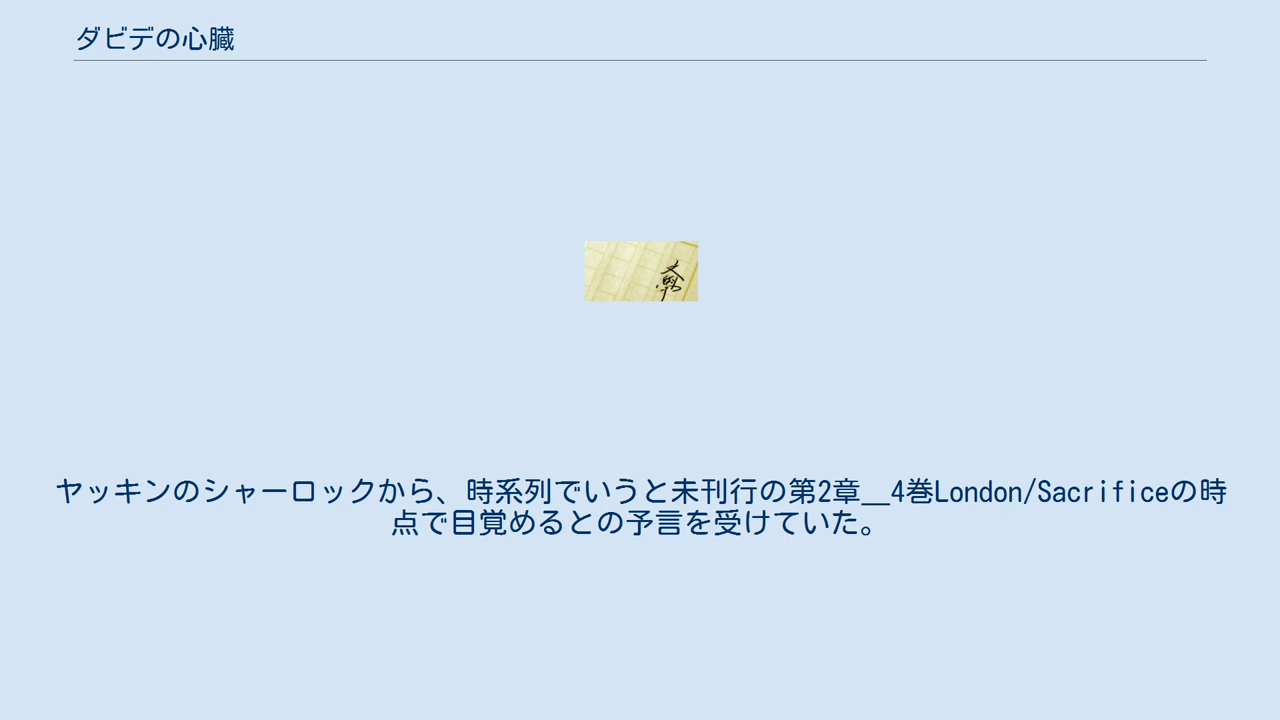 ダビデの心臓
ヤッキンのシャーロックから、時系列でいうと未刊行の第2章＿4巻London/Sacrificeの時
点で目覚めるとの予言を受けていた。